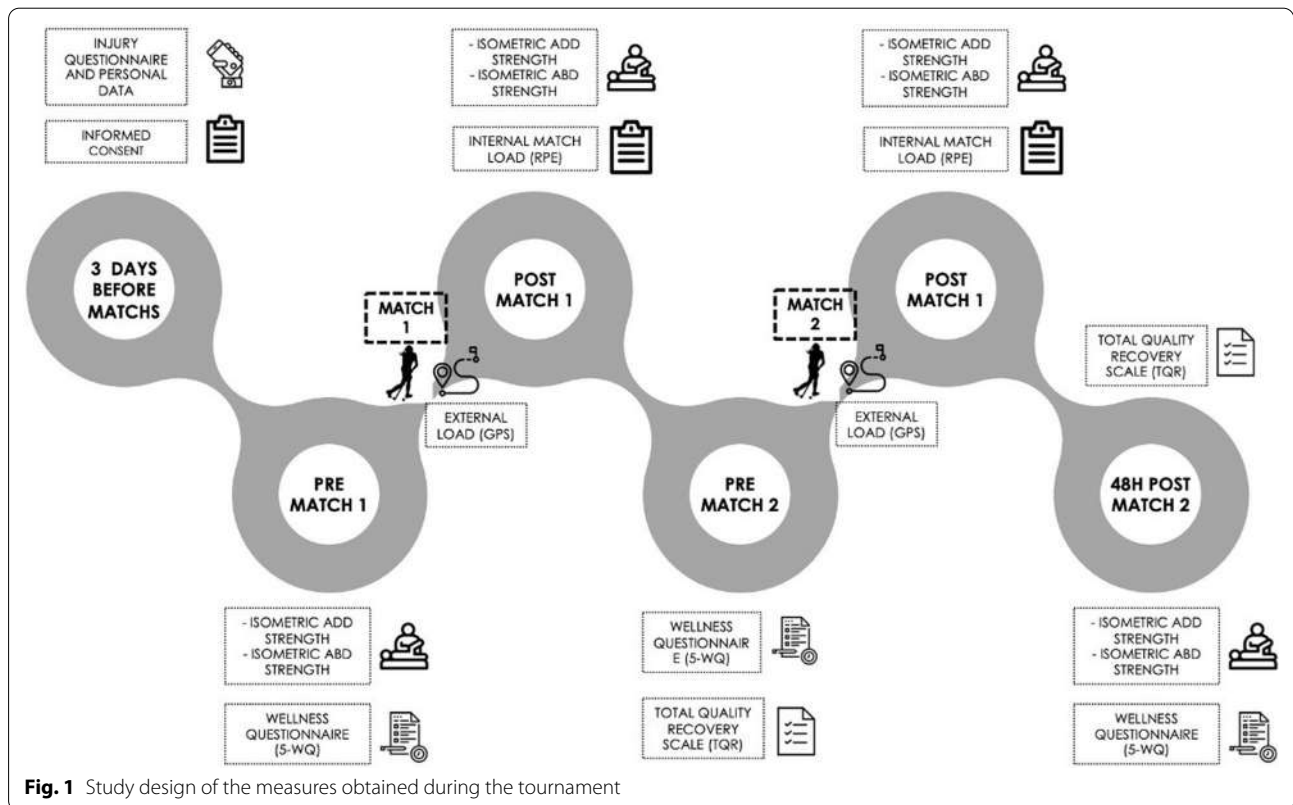 INJURY
QUESTIONNAIRE
AND PERSONAL
DATA
INFORMED
CONSENT
- ISOMETRIC ADD
STRENGTH
- ISOMETRIC ABD
STRENGTH
INTERNAL MATCH
LOAD (RPE)
- ISOMETRIC ADD
STRENGTH
- ISOMETRIC ABD
STRENGTH
INTERNAL MATCH
LOAD (RPE)
3 DAYS
BEFORE
MATCHS
MATCH
1
POST
MATCH 1
MATCH
2
POST
MATCH 1
EXTERNAL
LOAD (GPS)
EXTERNAL
LOAD (GPS)
TOTAL QUALITY
RECOVERY
SCALE (TQR)
PRE
MATCH 1
PRE
MATCH 2
48H POST
MATCH 2
- ISOMETRIC ADD
STRENGTH
- ISOMETRIC ABD
STRENGTH
WELLNESS
QUESTIONNAIRE
(5-WQ)
WELLNESS
QUESTIONNAIR
E (5-WQ)
TOTAL QUALITY
RECOVERY
SCALE (TQR)
- ISOMETRIC ADD
STRENGTH
- ISOMETRIC ABD
STRENGTH
WELLNESS
QUESTIONNAIRE
(5-WQ)
Fig. 1 Study design of the measures obtained during the tournament